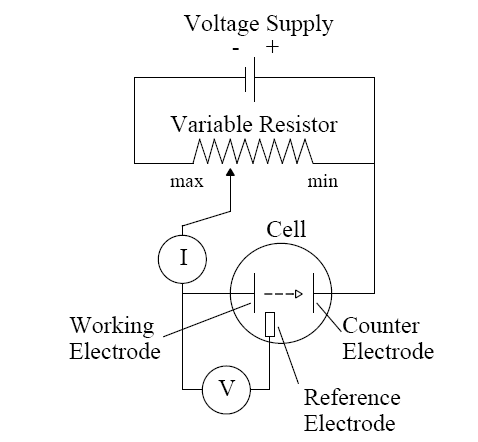 Voltage Supply
- +
Variable Resistor
max
min
Cell
I
Working
Electrode
Counter
Electrode
V
Reference
Electrode